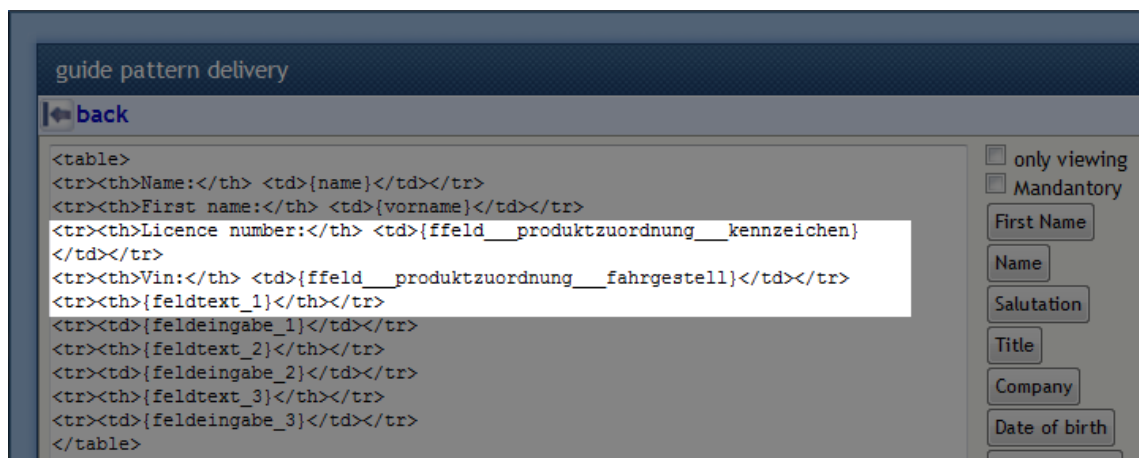 guide pattern delivery
back
<table>
<tr><th>Name:</th> <td>{name}</td></tr>
<tr><th>First name:</th> <td>{vorname}</td></tr>
<tr><th>Licence number:</th> <td>{ffeld___produktzuordnung___kennzeichen}
</td></tr>
<tr><th>Vin:</th> <td>{ffeld___produktzuordnung___fahrgestell}</td></tr>
<tr><th>{feldtext_1}</th></tr>
<tr><td>{feldeingabe_1}</td></tr>
<tr><th>{feldtext_2}</th></tr>
<tr><td>{feldeingabe_2}</td></tr>
<tr><th>{feldtext_3}</th></tr>
<tr><td>{feldeingabe_3}</td></tr>
</table>
only viewing
Mandantory
First Name
Name
Salutation
Title
Company
Date of birth